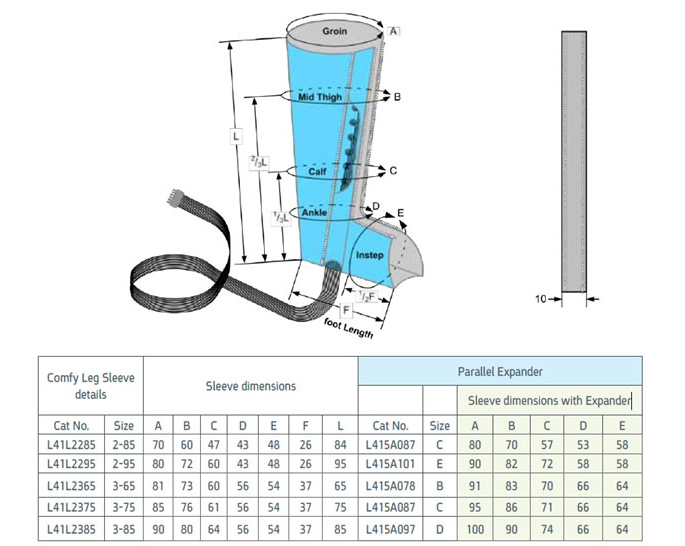 Groin
A
Mid Thigh
B
L
2/3L
Calf
C
Ankle
D
E
1/3L
Instep
1/2F
F
foot Length
10
Comfy Leg Sleeve details
Sleeve dimensions
Parallel Expander
Sleeve dimensions with Expander
Cat No. Size A B C D E F L Cat No. Size A B C D E
L41L2285 2-85 70 60 47 43 48 26 84 L415A087 C 80 70 57 53 58
L41L2295 2-95 80 72 60 43 48 26 95 L415A101 E 90 82 72 58 58
L41L2365 3-65 81 73 60 56 54 37 65 L415A078 B 91 83 70 66 64
L41L2375 3-75 85 76 61 56 54 37 75 L415A087 C 95 86 71 66 64
L41L2385 3-85 90 80 64 56 54 37 85 L415A097 D 100 90 74 66 64